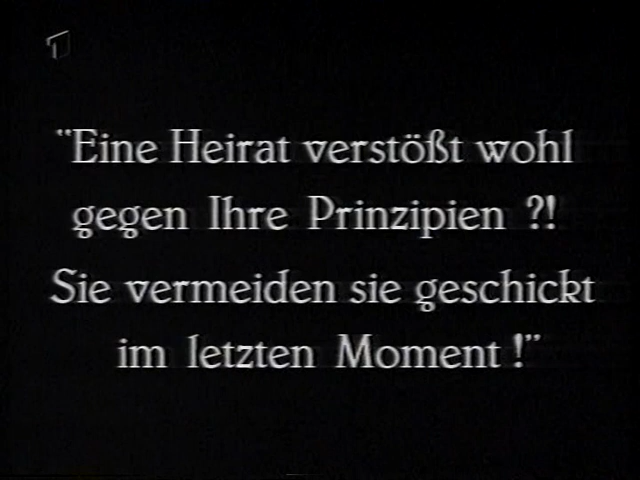 "Eine Heirat verstößt wohl
gegen Ihre Prinzipien ?!
Sie vermeiden sie geschickt
im letzten Moment !"